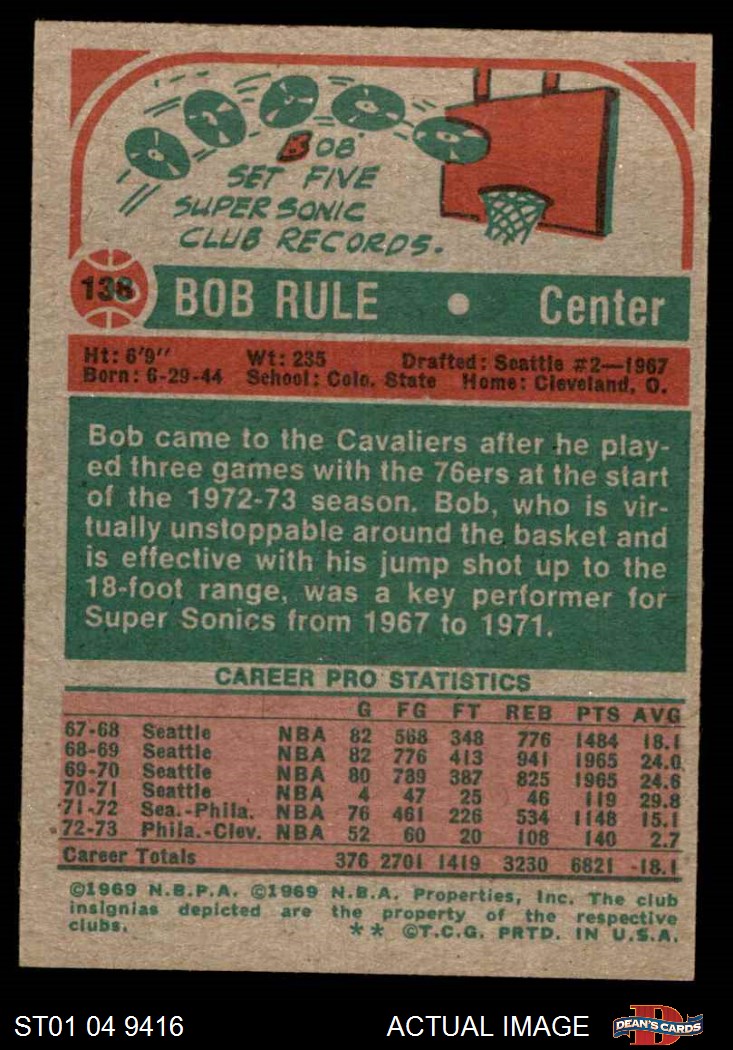 BOB
SET FIVE
SUPER SONIC
CLUB RECORDS.
138 BOB RULE • Center
Ht: 6'9" Wt: 235 Drafted: Seattle #2—1967
Born: 6-29-44 School: Colo. State Home: Cleveland, O.
Bob came to the Cavaliers after he play-
ed three games with the 76ers at the start
of the 1972-73 season. Bob, who is vir-
tually unstoppable around the basket and
is effective with his jump shot up to the
18-foot range, was a key performer for
Super Sonics from 1967 to 1971.
CAREER PRO STATISTICS
G FG FT REB PTS AVG
67-68 Seattle NBA 82 568 348 776 1484 18.1
68-69 Seattle NBA 82 776 413 941 1965 24.0
69-70 Seattle NBA 80 789 387 825 1965 24.6
70-71 Seattle NBA 4 47 25 46 119 29.8
71-72 Sea.-Phila. NBA 76 461 226 534 1148 15.1
72-73 Phila.-Clev. NBA 52 60 20 108 140 2.7
Career Totals 376 2701 1419 3230 6821 18.1
©1969 N.B.P.A. ©1969 N.B.A. Properties, Inc. The club
insignias depicted are the property of the respective
clubs. ** ©T.C.G. PRTD. IN U.S.A.
ST01 04 9416 ACTUAL IMAGE DEAN'S CARDS